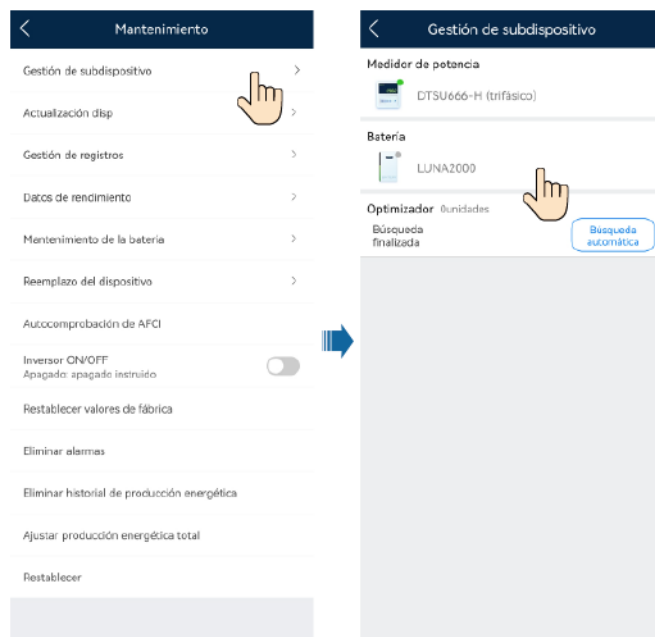 Mantenimiento
Gestión de subdispositivo
Actualización disp
Gestión de registros
Datos de rendimiento
Mantenimiento de la batería
Reemplazo del dispositivo
Autocomprobación de AFCI
Inversor ON/OFF
Apagado: apagado instruido
Restablecer valores de fábrica
Eliminar alarmas
Eliminar historial de producción energética
Ajustar producción energética total
Restablecer
Gestión de subdispositivo
Medidor de potencia
DTSU666-H (trifásico)
Batería
LUNA2000
Optimizador 0unidades
Búsqueda
finalizada
Búsqueda
automática